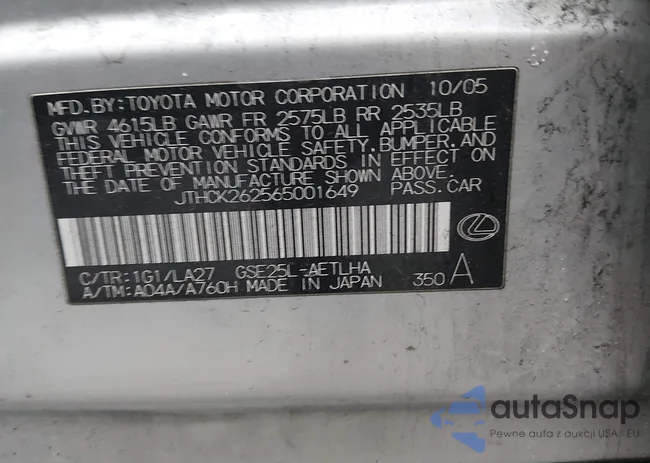 MFD. BY: TOYOTA MOTOR CORPORATION 10/05
GVWR 4615LB GAWR FR 2575LB RR 2535LB
THIS VEHICLE CONFORMS TO ALL APPLICABLE
FEDERAL MOTOR VEHICLE SAFETY, BUMPER, AND
THEFT PREVENTION STANDARDS IN EFFECT ON
THE DATE OF MANUFACTURE SHOWN ABOVE.
JTHCK262565001649 PASS. CAR
C/TR: 1G1/LA27 GSE25L-AETLHA
A/TM: A04A/A760H MADE IN JAPAN 350 A
autoSnap
Pewne auta z aukcji USA i EU